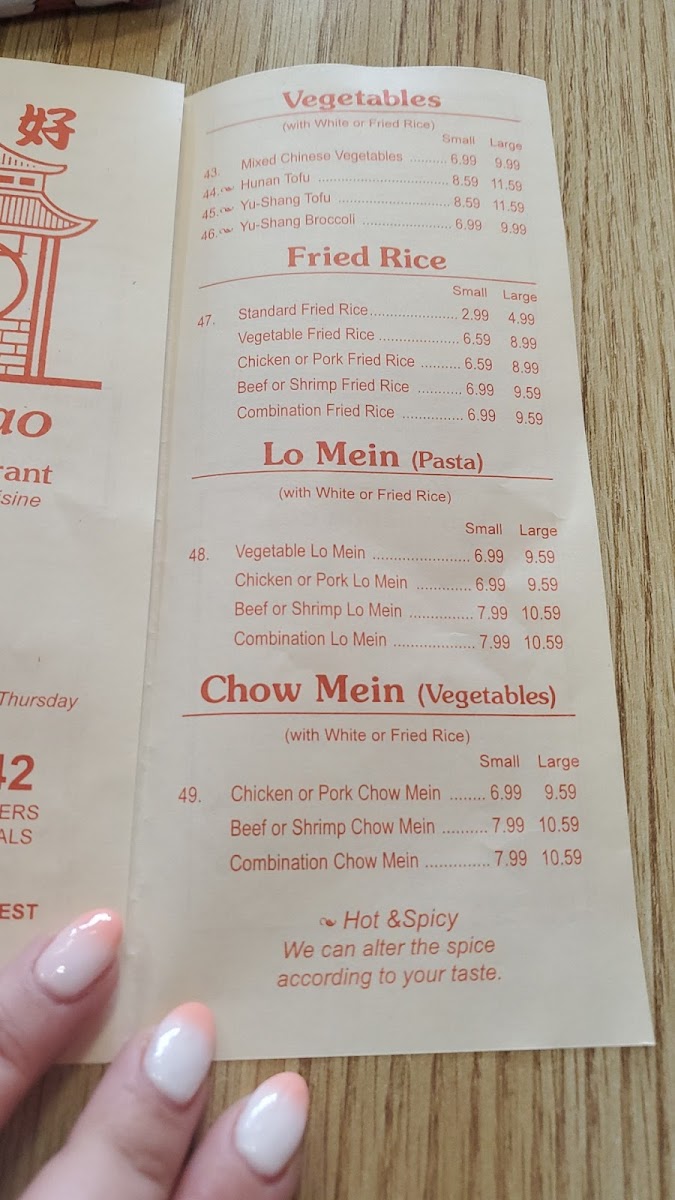 好
ao
rant
isine
Thursday
42
ERS
ALS
EST
Vegetables
(with White or Fried Rice)
Small Large
43. Mixed Chinese Vegetables .......... 6.99 9.99
44. Hunan Tofu .................................. 8.59 11.59
45. Yu-Shang Tofu ............................. 8.59 11.59
46. Yu-Shang Broccoli ....................... 6.99 9.99
Fried Rice
Small Large
47. Standard Fried Rice...................... 2.99 4.99
Vegetable Fried Rice .................... 6.59 8.99
Chicken or Pork Fried Rice .......... 6.59 8.99
Beef or Shrimp Fried Rice ........... 6.99 9.59
Combination Fried Rice ............... 6.99 9.59
Lo Mein (Pasta)
(with White or Fried Rice)
Small Large
48. Vegetable Lo Mein ....................... 6.99 9.59
Chicken or Pork Lo Mein ............. 6.99 9.59
Beef or Shrimp Lo Mein ............... 7.99 10.59
Combination Lo Mein ................... 7.99 10.59
Chow Mein (Vegetables)
(with White or Fried Rice)
Small Large
49. Chicken or Pork Chow Mein ........ 6.99 9.59
Beef or Shrimp Chow Mein .......... 7.99 10.59
Combination Chow Mein .............. 7.99 10.59
Hot &Spicy
We can alter the spice
according to your taste.